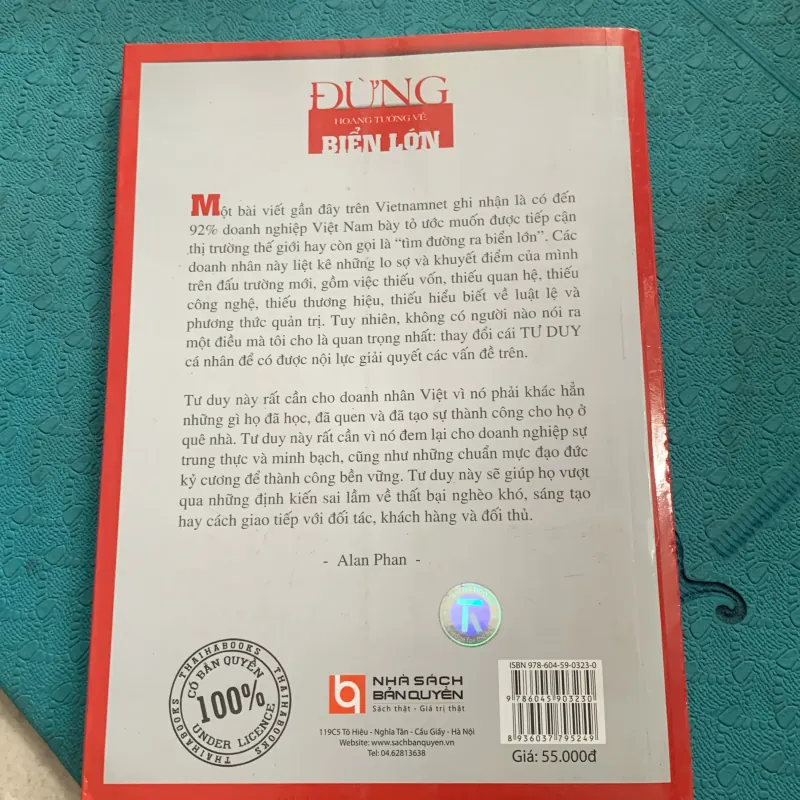 ĐỪNG
HOANG TƯỞNG VỀ
BIỂN LỚN
Một bài viết gần đây trên Vietnamnet ghi nhận là có đến
92% doanh nghiệp Việt Nam bày tỏ ước muốn được tiếp cận
thị trường thế giới hay còn gọi là “tìm đường ra biển lớn”. Các
doanh nhân này liệt kê những lo sợ và khuyết điểm của mình
trên đấu trường mới, gồm việc thiếu vốn, thiếu quan hệ, thiếu
công nghệ, thiếu thương hiệu, thiếu hiểu biết về luật lệ và
phương thức quản trị. Tuy nhiên, không có người nào nói ra
một điều mà tôi cho là quan trọng nhất: thay đổi cái TƯ DUY
cá nhân để có được nội lực giải quyết các vấn đề trên.
Tư duy này rất cần cho doanh nhân Việt vì nó phải khác hẳn
những gì họ đã học, đã quen và đã tạo sự thành công cho họ ở
quê nhà. Tư duy này rất cần vì nó đem lại cho doanh nghiệp sự
trung thực và minh bạch, cũng như những chuẩn mực đạo đức
kỷ cương để thành công bền vững. Tư duy này sẽ giúp họ vượt
qua những định kiến sai lầm về thất bại nghèo khó, sáng tạo
hay cách giao tiếp với đối tác, khách hàng và đối thủ.
- Alan Phan -
THAIHABOOKS
THAIHABOOKS
THAIHABOOKS
CÓ BẢN QUYỀN
100%
UNDER LICENCE
NHÀ SÁCH
BẢN QUYỀN
Sách thật - Giá trị thật
119C5 Tô Hiệu - Nghĩa Tân - Cầu Giấy - Hà Nội
Website: www.sachbanquyen.vn
Tel: 04.62813638
ISBN 978-604-59-0323-0
9 786045 903230
8 936037 795249
Giá: 55.000đ